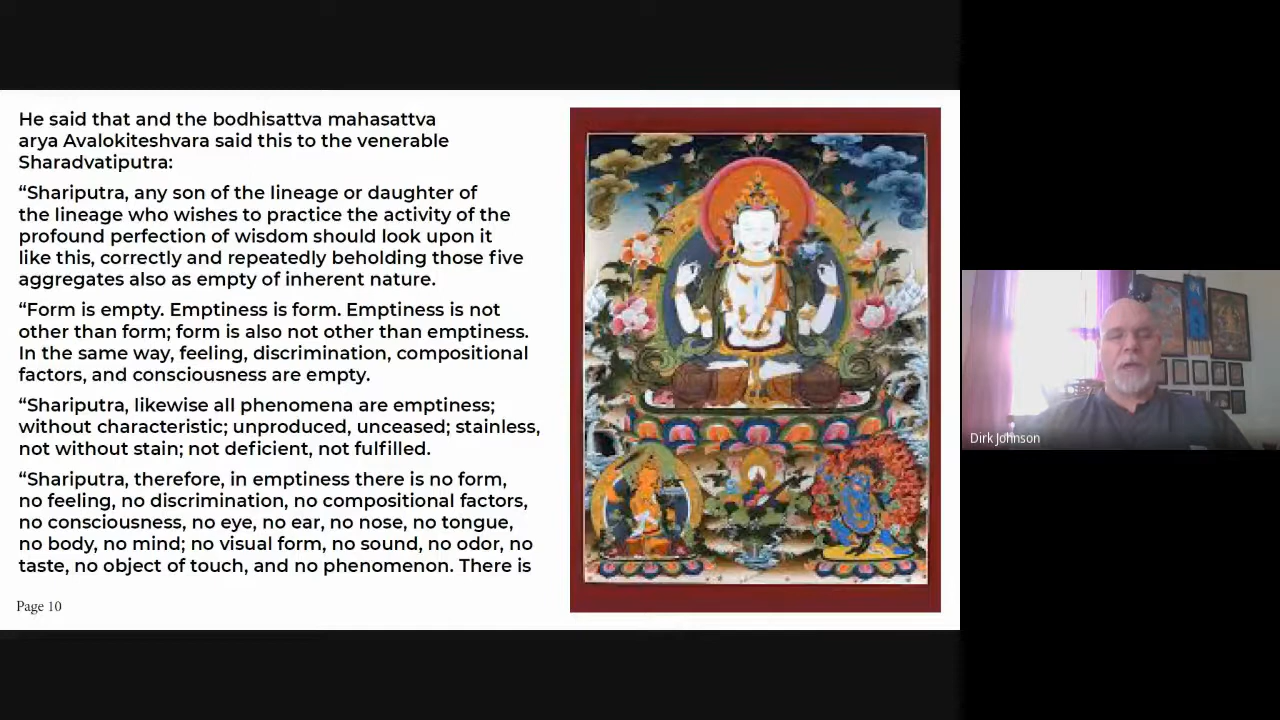 He said that and the bodhisattva mahasattva
arya Avalokiteshvara said this to the venerable
Sharadvatiputra:
“Shariputra, any son of the lineage or daughter of
the lineage who wishes to practice the activity of the
profound perfection of wisdom should look upon it
like this, correctly and repeatedly beholding those five
aggregates also as empty of inherent nature.
“Form is empty. Emptiness is form. Emptiness is not
other than form; form is also not other than emptiness.
In the same way, feeling, discrimination, compositional
factors, and consciousness are empty.
“Shariputra, likewise all phenomena are emptiness;
without characteristic; unproduced, unceased; stainless,
not without stain; not deficient, not fulfilled.
“Shariputra, therefore, in emptiness there is no form,
no feeling, no discrimination, no compositional factors,
no consciousness, no eye, no ear, no nose, no tongue,
no body, no mind; no visual form, no sound, no odor, no
taste, no object of touch, and no phenomenon. There is
Page 10
Dirk Johnson